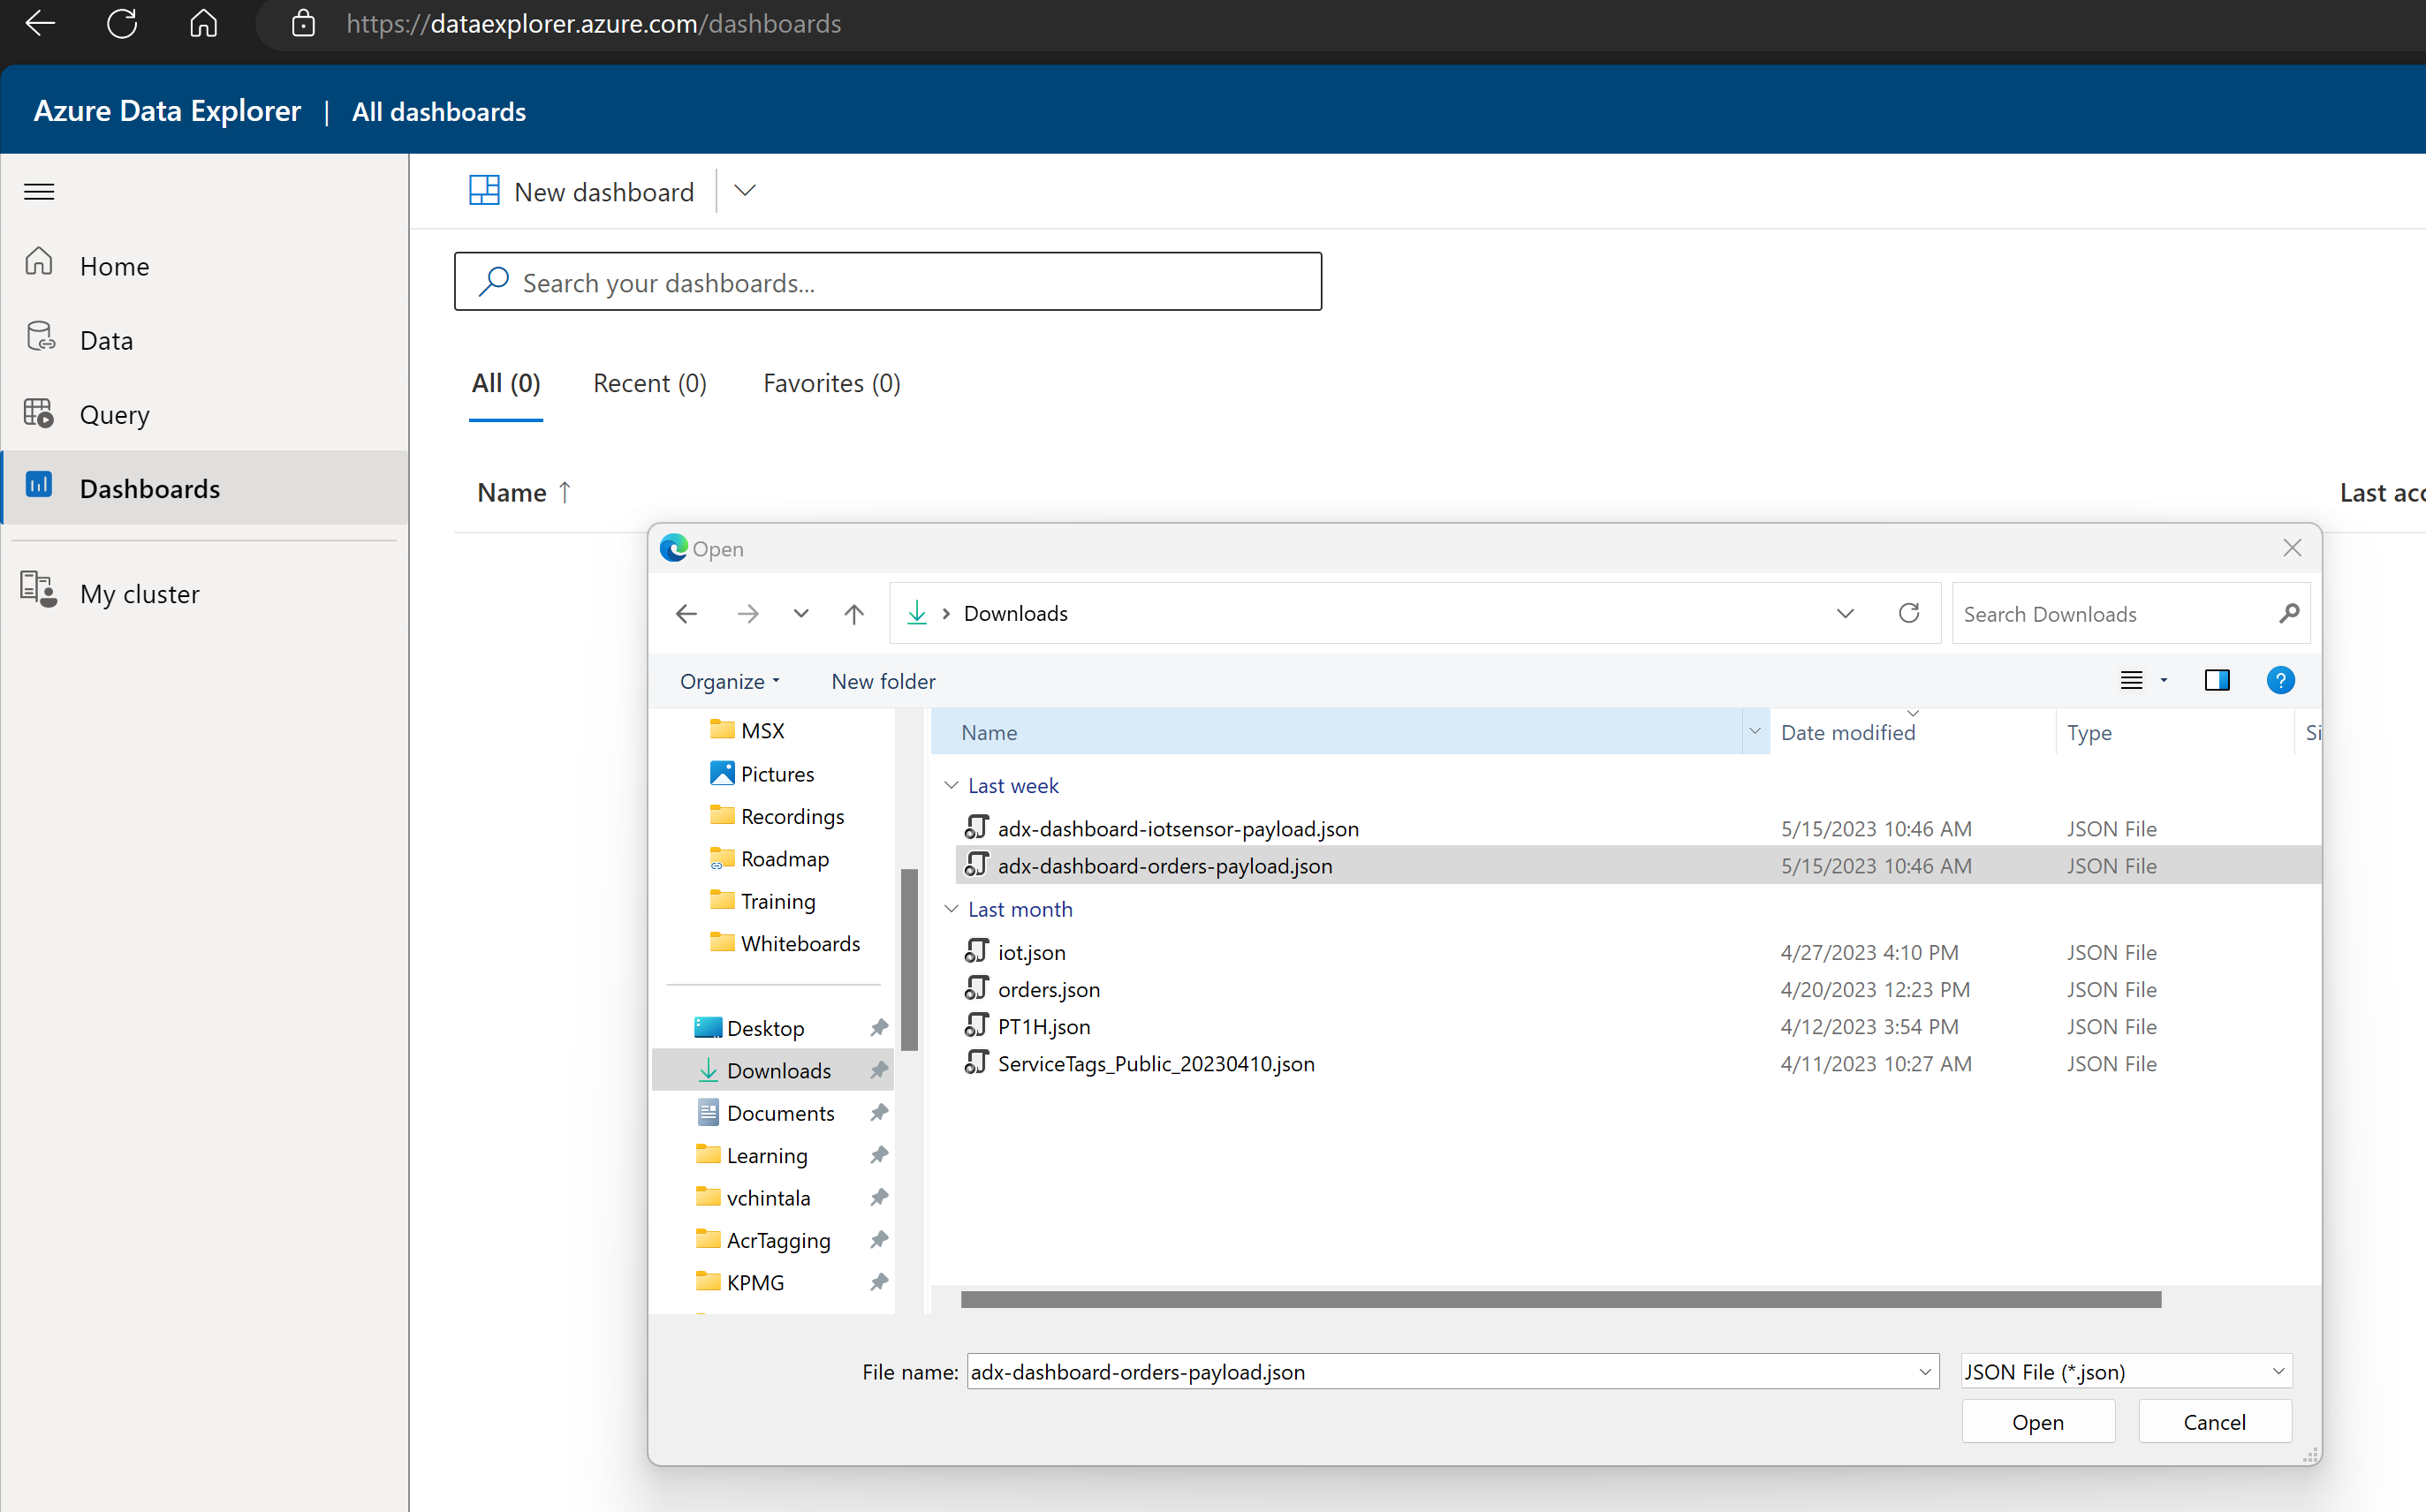 https://dataexplorer.azure.com/dashboards
Azure Data Explorer | All dashboards
New dashboard
Home
Search your dashboards...
Data
All (0) Recent (0) Favorites (0)
Query
Dashboards
Name ↑ Last acc
My cluster
Open
Downloads
Search Downloads
Organize New folder
?
MSX
Pictures
Recordings
Roadmap
Training
Whiteboards
Desktop
Downloads
Documents
Learning
vchintala
AcrTagging
KPMG
Name Date modified Type Si
Last week
adx-dashboard-iotsensor-payload.json 5/15/2023 10:46 AM JSON File
adx-dashboard-orders-payload.json 5/15/2023 10:46 AM JSON File
Last month
iot.json 4/27/2023 4:10 PM JSON File
orders.json 4/20/2023 12:23 PM JSON File
PT1H.json 4/12/2023 3:54 PM JSON File
ServiceTags_Public_20230410.json 4/11/2023 10:27 AM JSON File
File name: adx-dashboard-orders-payload.json JSON File (*.json)
Open Cancel